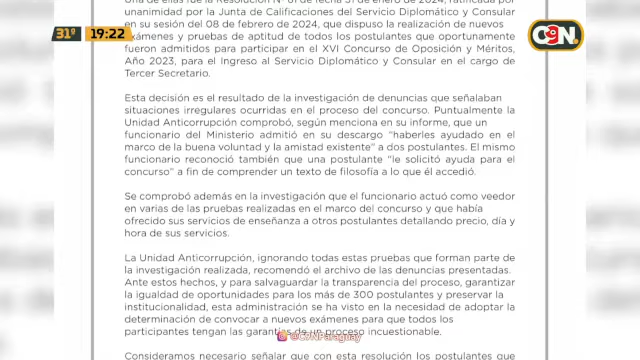 31º 19:22
C9N
Una de ellas fue la Resolución N° 81 de fecha 31 de enero de 2024, ratificada por
unanimidad por la Junta de Calificaciones del Servicio Diplomático y Consular
en su sesión del 08 de febrero de 2024, que dispuso la realización de nuevos
exámenes y pruebas de aptitud de todos los postulantes que oportunamente
fueron admitidos para participar en el XVI Concurso de Oposición y Méritos,
Año 2023, para el Ingreso al Servicio Diplomático y Consular en el cargo de
Tercer Secretario.
Esta decisión es el resultado de la investigación de denuncias que señalaban
situaciones irregulares ocurridas en el proceso del concurso. Puntualmente la
Unidad Anticorrupción comprobó, según menciona en su informe, que un
funcionario del Ministerio admitió en su descargo "haberles ayudado en el
marco de la buena voluntad y la amistad existente" a dos postulantes. El mismo
funcionario reconoció también que una postulante "le solicitó ayuda para el
concurso" a fin de comprender un texto de filosofía a lo que él accedió.
Se comprobó además en la investigación que el funcionario actuó como veedor
en varias de las pruebas realizadas en el marco del concurso y que había
ofrecido sus servicios de enseñanza a otros postulantes detallando precio, día y
hora de sus servicios.
La Unidad Anticorrupción, ignorando todas estas pruebas que forman parte de
la investigación realizada, recomendó el archivo de las denuncias presentadas.
Ante estos hechos, y para salvaguardar la transparencia del proceso, garantizar
la igualdad de oportunidades para los más de 300 postulantes y preservar la
institucionalidad, esta administración se ha visto en la necesidad de adoptar la
determinación de convocar a nuevos exámenes para que todos los
participantes tengan las garantías de un proceso incuestionable.
@C9NParaguay
Consideramos necesario señalar que con esta resolución los postulantes que